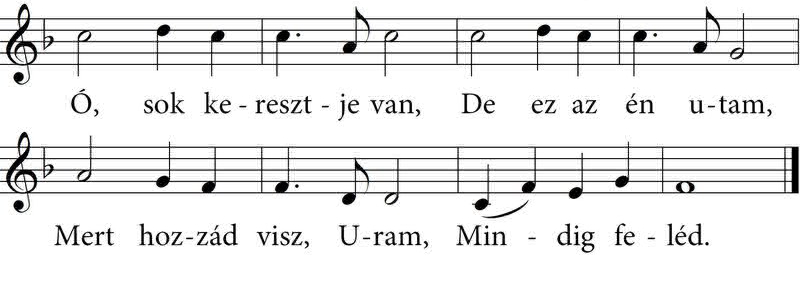 Ó, sok ke - reszt - je van, De ez az én u - tam,
Mert hoz - zád visz, U - ram, Min - dig fe - léd.